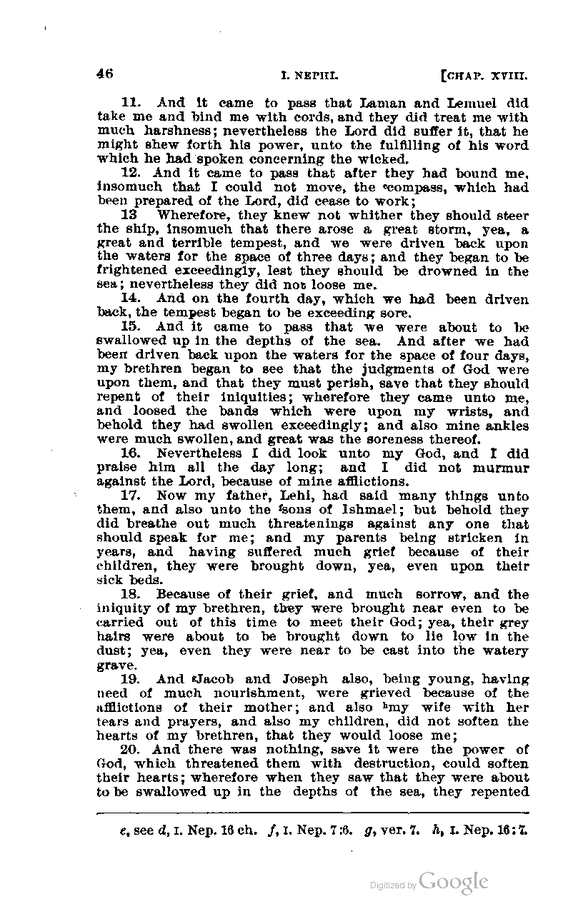 46 I. NEPHI. [CHAP. XVIII.
11. And it came to pass that Laman and Lemuel did
take me and bind me with cords, and they did treat me with
much harshness; nevertheless the Lord did suffer it, that he
might shew forth his power, unto the fulfilling of his word
which he had spoken concerning the wicked.
12. And it came to pass that after they had bound me,
insomuch that I could not move, the ᵉcompass, which had
been prepared of the Lord, did cease to work;
13 Wherefore, they knew not whither they should steer
the ship, insomuch that there arose a great storm, yea, a
great and terrible tempest, and we were driven back upon
the waters for the space of three days; and they began to be
frightened exceedingly, lest they should be drowned in the
sea; nevertheless they did not loose me.
14. And on the fourth day, which we had been driven
back, the tempest began to be exceeding sore.
15. And it came to pass that we were about to be
swallowed up in the depths of the sea. And after we had
been driven back upon the waters for the space of four days,
my brethren began to see that the judgments of God were
upon them, and that they must perish, save that they should
repent of their iniquities; wherefore they came unto me,
and loosed the bands which were upon my wrists, and
behold they had swollen exceedingly; and also mine ankles
were much swollen, and great was the soreness thereof.
16. Nevertheless I did look unto my God, and I did
praise him all the day long; and I did not murmur
against the Lord, because of mine afflictions.
17. Now my father, Lehi, had said many things unto
them, and also unto the ᶠsons of Ishmael; but behold they
did breathe out much threatenings against any one that
should speak for me; and my parents being stricken in
years, and having suffered much grief because of their
children, they were brought down, yea, even upon their
sick beds.
18. Because of their grief, and much sorrow, and the
iniquity of my brethren, they were brought near even to be
carried out of this time to meet their God; yea, their grey
hairs were about to be brought down to lie low in the
dust; yea, even they were near to be cast into the watery
grave.
19. And ᵍJacob and Joseph also, being young, having
need of much nourishment, were grieved because of the
afflictions of their mother; and also ʰmy wife with her
tears and prayers, and also my children, did not soften the
hearts of my brethren, that they would loose me;
20. And there was nothing, save it were the power of
God, which threatened them with destruction, could soften
their hearts; wherefore when they saw that they were about
to be swallowed up in the depths of the sea, they repented
e, see d, I. Nep. 16 ch. f, I. Nep. 7:6. g, ver. 7. h, I. Nep. 16:7.
Digitized by Google